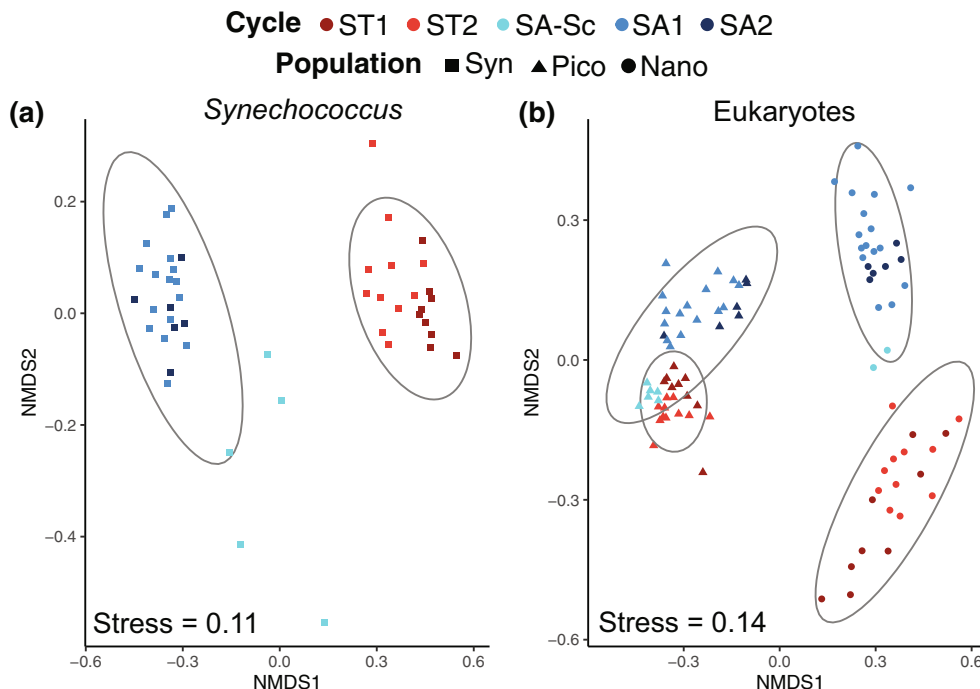 Cycle ST1 ST2 SA-Sc SA1 SA2
Population Syn Pico Nano
(a) Synechococcus
(b) Eukaryotes
NMDS2
0.2
0.0
−0.2
−0.4
Stress = 0.11
−0.6 −0.3 0.0 0.3 0.6
NMDS1
NMDS2
0.3
0.0
−0.3
−0.6
Stress = 0.14
−0.3 0.0 0.3 0.6
NMDS1